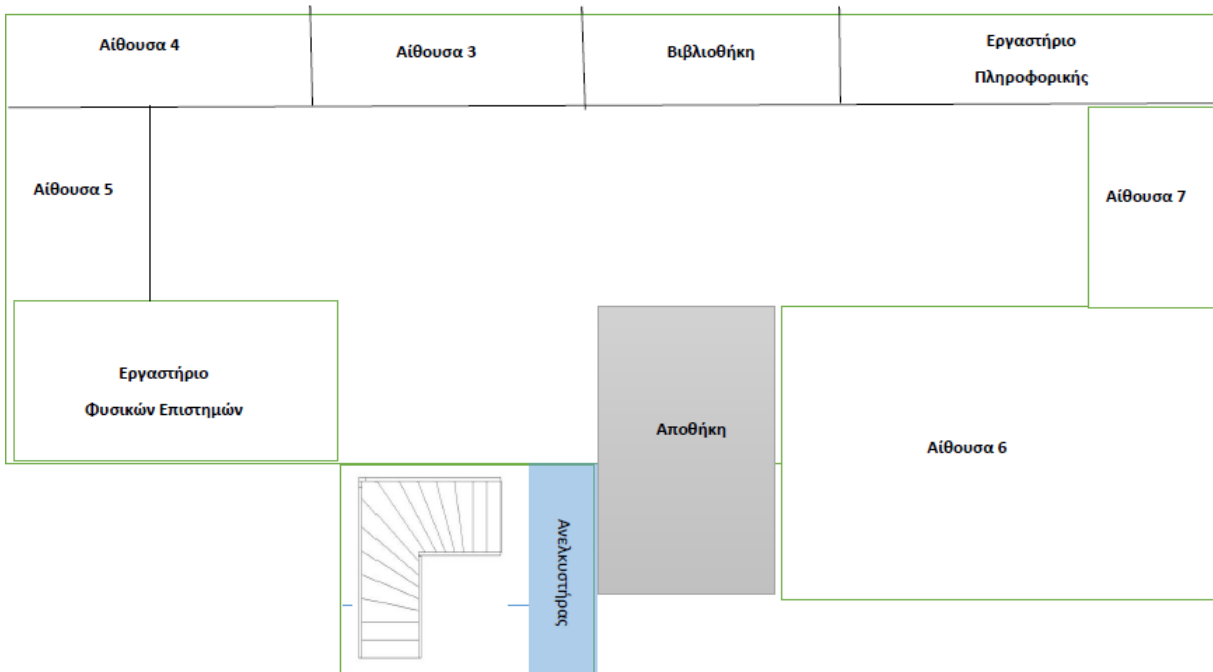 Αίθουσα 4
Αίθουσα 3
Βιβλιοθήκη
Εργαστήριο
Πληροφορικής
Αίθουσα 5
Αίθουσα 7
Εργαστήριο
Φυσικών Επιστημών
Αποθήκη
Αίθουσα 6
Ανελκυστήρας